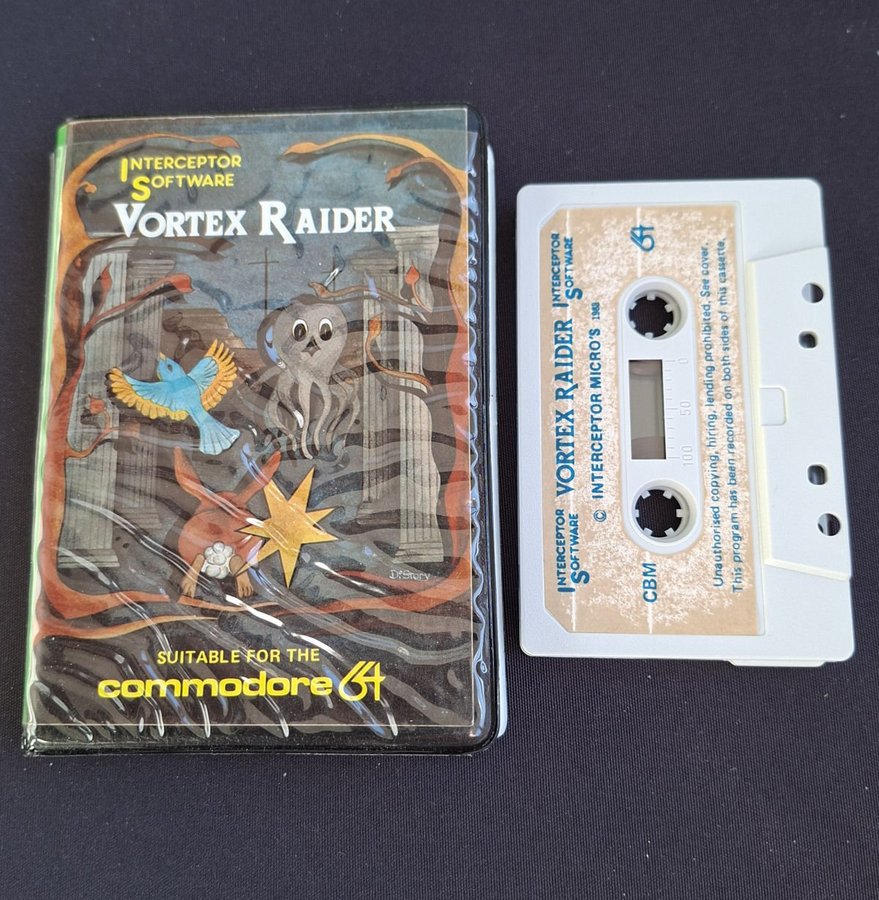 INTERCEPTOR
SOFTWARE
VORTEX RAIDER
D.Story
SUITABLE FOR THE
commodore 64
INTERCEPTOR
SOFTWARE
VORTEX RAIDER
INTERCEPTOR
SOFTWARE
© INTERCEPTOR MICRO'S 1983
CBM
64
100 50 0
Unauthorised copying, hiring, lending prohibited. See cover.
This program has been recorded on both sides of this cassette.